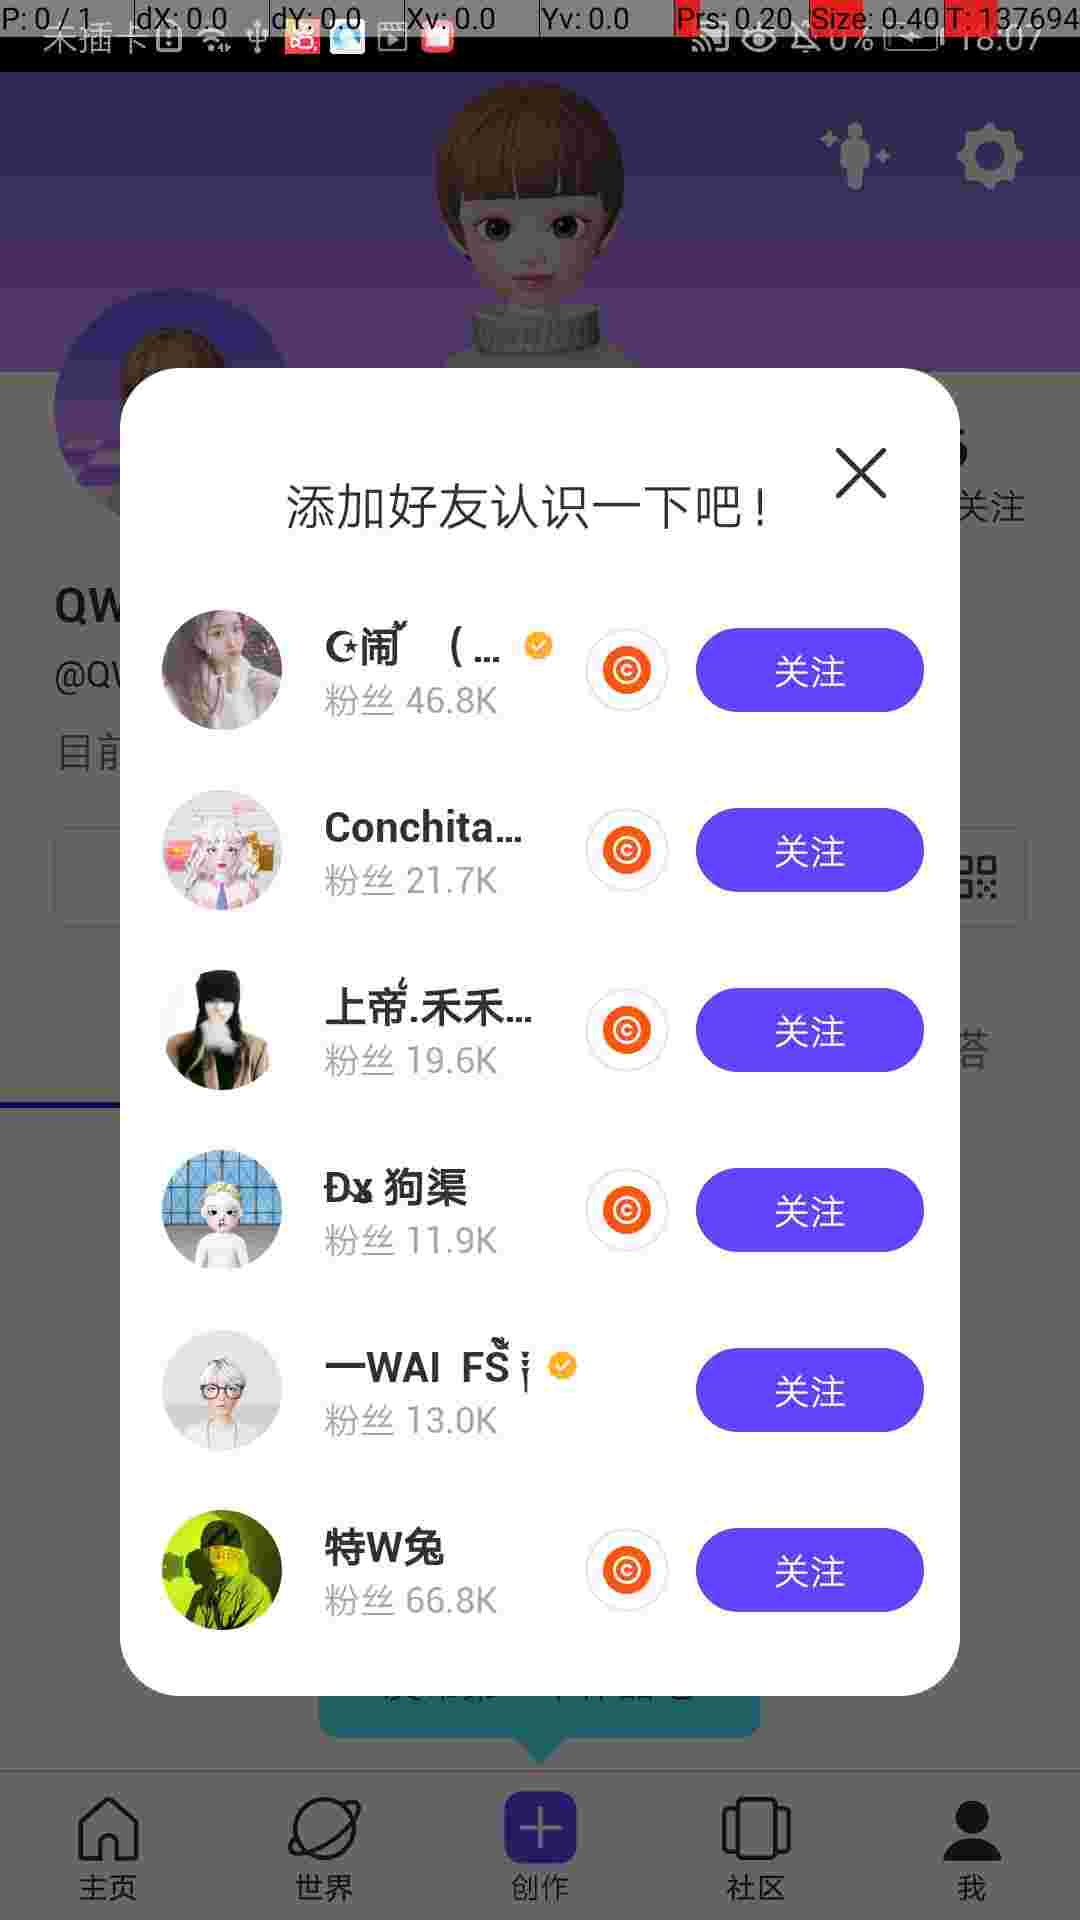 P: 0 / 1 dX: 0.0 dY: 0.0 Xv: 0.0 Yv: 0.0 Prs: 0.20 Size: 0.40 T: 137694
未插卡 0% 18:07
关注
添加好友认识一下吧!
QW
@QW
目前
闹 ( ...
粉丝 46.8K
关注
Conchita...
粉丝 21.7K
关注
上帝.禾禾...
粉丝 19.6K
关注
狗渠
粉丝 11.9K
关注
一WAI FS
粉丝 13.0K
关注
特W兔
粉丝 66.8K
关注
主页
世界
创作
社区
我